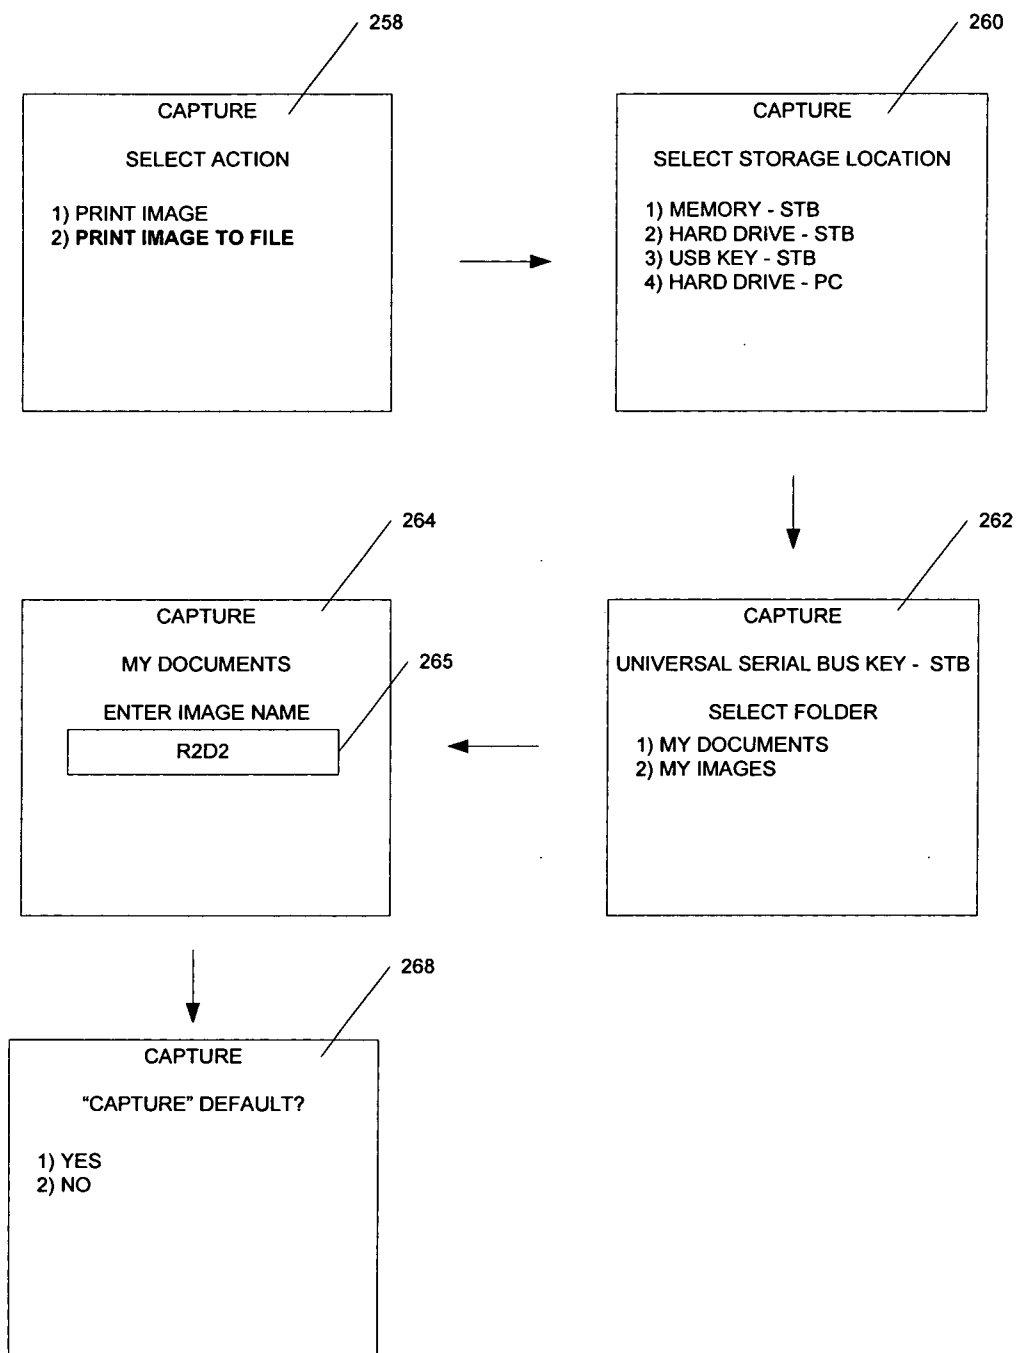 258
CAPTURE
SELECT ACTION
1) PRINT IMAGE
2) PRINT IMAGE TO FILE
260
CAPTURE
SELECT STORAGE LOCATION
1) MEMORY - STB
2) HARD DRIVE - STB
3) USB KEY - STB
4) HARD DRIVE - PC
262
CAPTURE
UNIVERSAL SERIAL BUS KEY - STB
SELECT FOLDER
1) MY DOCUMENTS
2) MY IMAGES
264
CAPTURE
MY DOCUMENTS
265
ENTER IMAGE NAME
R2D2
268
CAPTURE
"CAPTURE" DEFAULT?
1) YES
2) NO